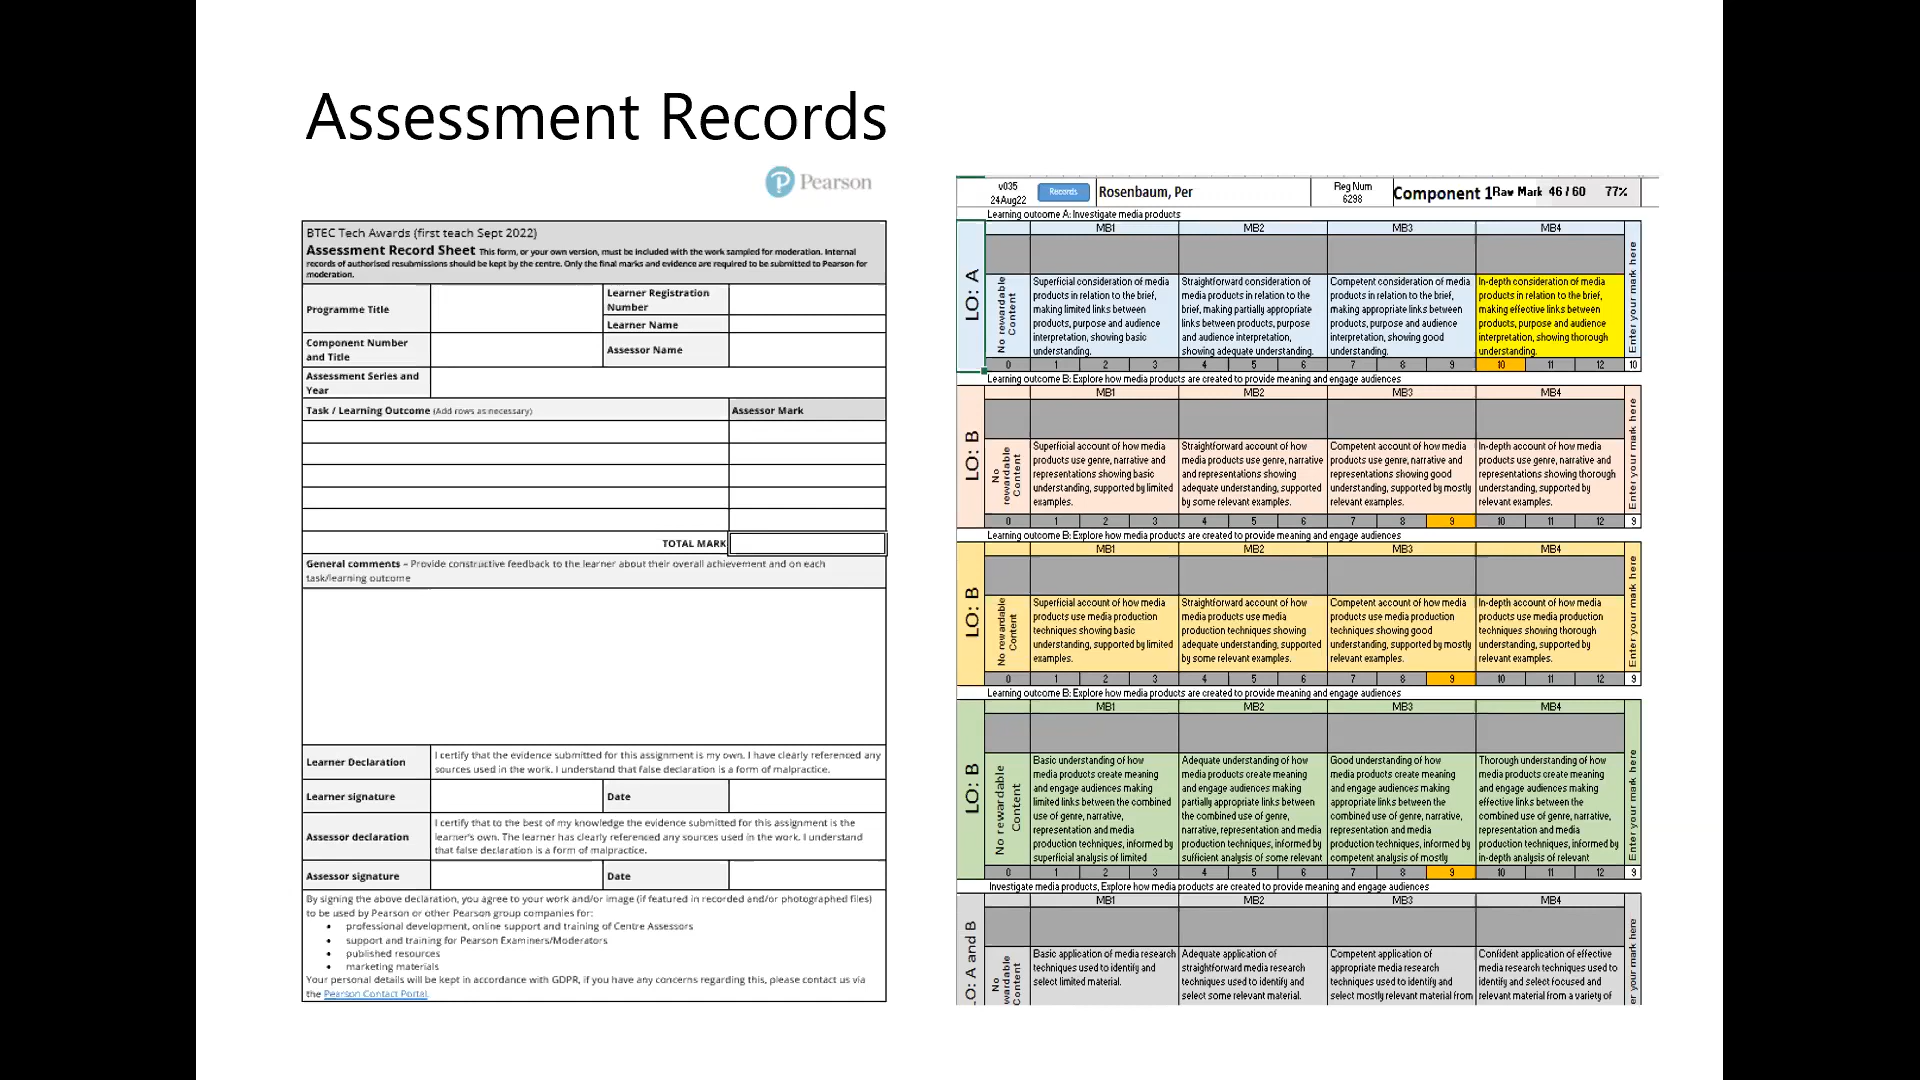 Assessment Records
Pearson
BTEC Tech Awards (first teach Sept 2022)
Assessment Record Sheet This form, or your own version, must be included with the work sampled for moderation. Internal
records of authorised resubmissions should be kept by the centre. Only the final marks and evidence are required to be submitted to Pearson for
moderation.
Programme Title
Learner Registration
Number
Learner Name
Component Number
and Title
Assessor Name
Assessment Series and
Year
Task / Learning Outcome (Add rows as necessary)
Assessor Mark
TOTAL MARK
General comments – Provide constructive feedback to the learner about their overall achievement and on each
task/learning outcome
Learner Declaration
I certify that the evidence submitted for this assignment is my own. I have clearly referenced any
sources used in the work. I understand that false declaration is a form of malpractice.
Learner signature
Date
Assessor declaration
I certify that to the best of my knowledge the evidence submitted for this assignment is the
learner's own. The learner has clearly referenced any sources used in the work. I understand
that false declaration is a form of malpractice.
Assessor signature
Date
By signing the above declaration, you agree to your work and/or image (if featured in recorded and/or photographed files)
to be used by Pearson or other Pearson group companies for:
• professional development, online support and training of Centre Assessors
• support and training for Pearson Examiners/Moderators
• published resources
• marketing materials
Your personal details will be kept in accordance with GDPR, if you have any concerns regarding this, please contact us via
the Pearson Contact Portal.
v035
24Aug22
Records
Rosenbaum, Per
Reg Num
6298
Component 1 Raw Mark 46 / 60 77%
Learning outcome A: Investigate media products
MB1 MB2 MB3 MB4
LO: A
No rewardable
Content
Superficial consideration of media
products in relation to the brief,
making limited links between
products, purpose and audience
interpretation, showing basic
understanding.
Straightforward consideration of
media products in relation to the
brief, making partially appropriate
links between products, purpose
and audience interpretation,
showing adequate understanding.
Competent consideration of media
products in relation to the brief,
making appropriate links between
products, purpose and audience
interpretation, showing good
understanding.
In-depth consideration of media
products in relation to the brief,
making effective links between
products, purpose and audience
interpretation, showing thorough
understanding.
Enter your mark here
0 1 2 3 4 5 6 7 8 9 10 11 12 10
Learning outcome B: Explore how media products are created to provide meaning and engage audiences
MB1 MB2 MB3 MB4
LO: B
No
rewardable
Content
Superficial account of how media
products use genre, narrative and
representations showing basic
understanding, supported by limited
examples.
Straightforward account of how
media products use genre, narrative
and representations showing
adequate understanding, supported
by some relevant examples.
Competent account of how media
products use genre, narrative and
representations showing good
understanding, supported by mostly
relevant examples.
In-depth account of how media
products use genre, narrative and
representations showing thorough
understanding, supported by
relevant examples.
Enter your mark here
0 1 2 3 4 5 6 7 8 9 10 11 12 9
Learning outcome B: Explore how media products are created to provide meaning and engage audiences
MB1 MB2 MB3 MB4
LO: B
No rewardable
Content
Superficial account of how media
products use media production
techniques showing basic
understanding, supported by limited
examples.
Straightforward account of how
media products use media
production techniques showing
adequate understanding, supported
by some relevant examples.
Competent account of how media
products use media production
techniques showing good
understanding, supported by mostly
relevant examples.
In-depth account of how media
products use media production
techniques showing thorough
understanding, supported by
relevant examples.
Enter your mark here
0 1 2 3 4 5 6 7 8 9 10 11 12 9
Learning outcome B: Explore how media products are created to provide meaning and engage audiences
MB1 MB2 MB3 MB4
LO: B
No rewardable
Content
Basic understanding of how
media products create meaning
and engage audiences making
limited links between the combined
use of genre, narrative,
representation and media
production techniques, informed by
superficial analysis of limited
Adequate understanding of how
media products create meaning
and engage audiences making
partially appropriate links between
the combined use of genre,
narrative, representation and media
production techniques, informed by
sufficient analysis of some relevant
Good understanding of how
media products create meaning
and engage audiences making
appropriate links between the
combined use of genre, narrative,
representation and media
production techniques, informed by
competent analysis of mostly
Thorough understanding of how
media products create meaning
and engage audiences making
effective links between the
combined use of genre, narrative,
representation and media
production techniques, informed by
in-depth analysis of relevant
Enter your mark here
0 1 2 3 4 5 6 7 8 9 10 11 12 9
Investigate media products, Explore how media products are created to provide meaning and engage audiences
MB1 MB2 MB3 MB4
LO: A and B
No
Content
Basic application of media research
techniques used to identify and
select limited material.
Adequate application of
straightforward media research
techniques used to identify and
select some relevant material.
Competent application of
appropriate media research
techniques used to identify and
select mostly relevant material from
Confident application of effective
media research techniques used to
identify and select focused and
relevant material from a variety of
your mark here